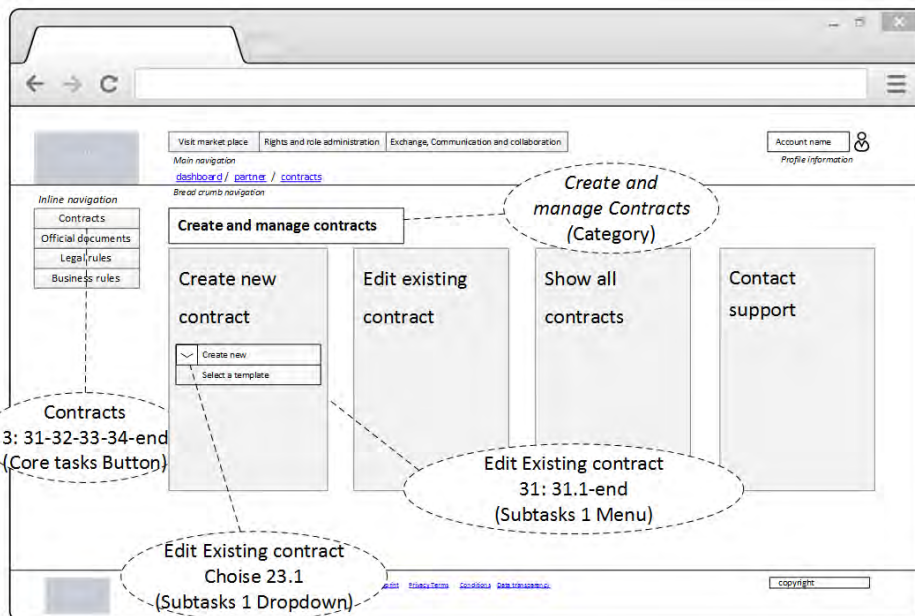 Visit market place Rights and role administration Exchange, Communication and collaboration
Account name
Main navigation
Profile information
dashboard / partner / contracts
Bread crumb navigation
Inline navigation
Contracts
Official documents
Legal rules
Business rules
Create and manage contracts
Create and
manage Contracts
(Category)
Create new
contract
Create new
Select a template
Edit existing
contract
Show all
contracts
Contact
support
Contracts
3: 31-32-33-34-end
(Core tasks Button)
Edit Existing contract
31: 31.1-end
(Subtasks 1 Menu)
Edit Existing contract
Choise 23.1
(Subtasks 1 Dropdown)
Privacy Terms Conditions Data transparency
copyright